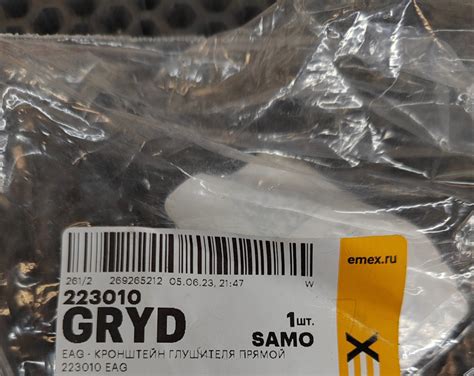 emex.ru
261/2 269265212 05.06.23, 21:47 W
223010
GRYD 1шт. SAMO
EAG - КРОНШТЕЙН ГЛУШИТЕЛЯ ПРЯМОЙ
223010 EAG
EX